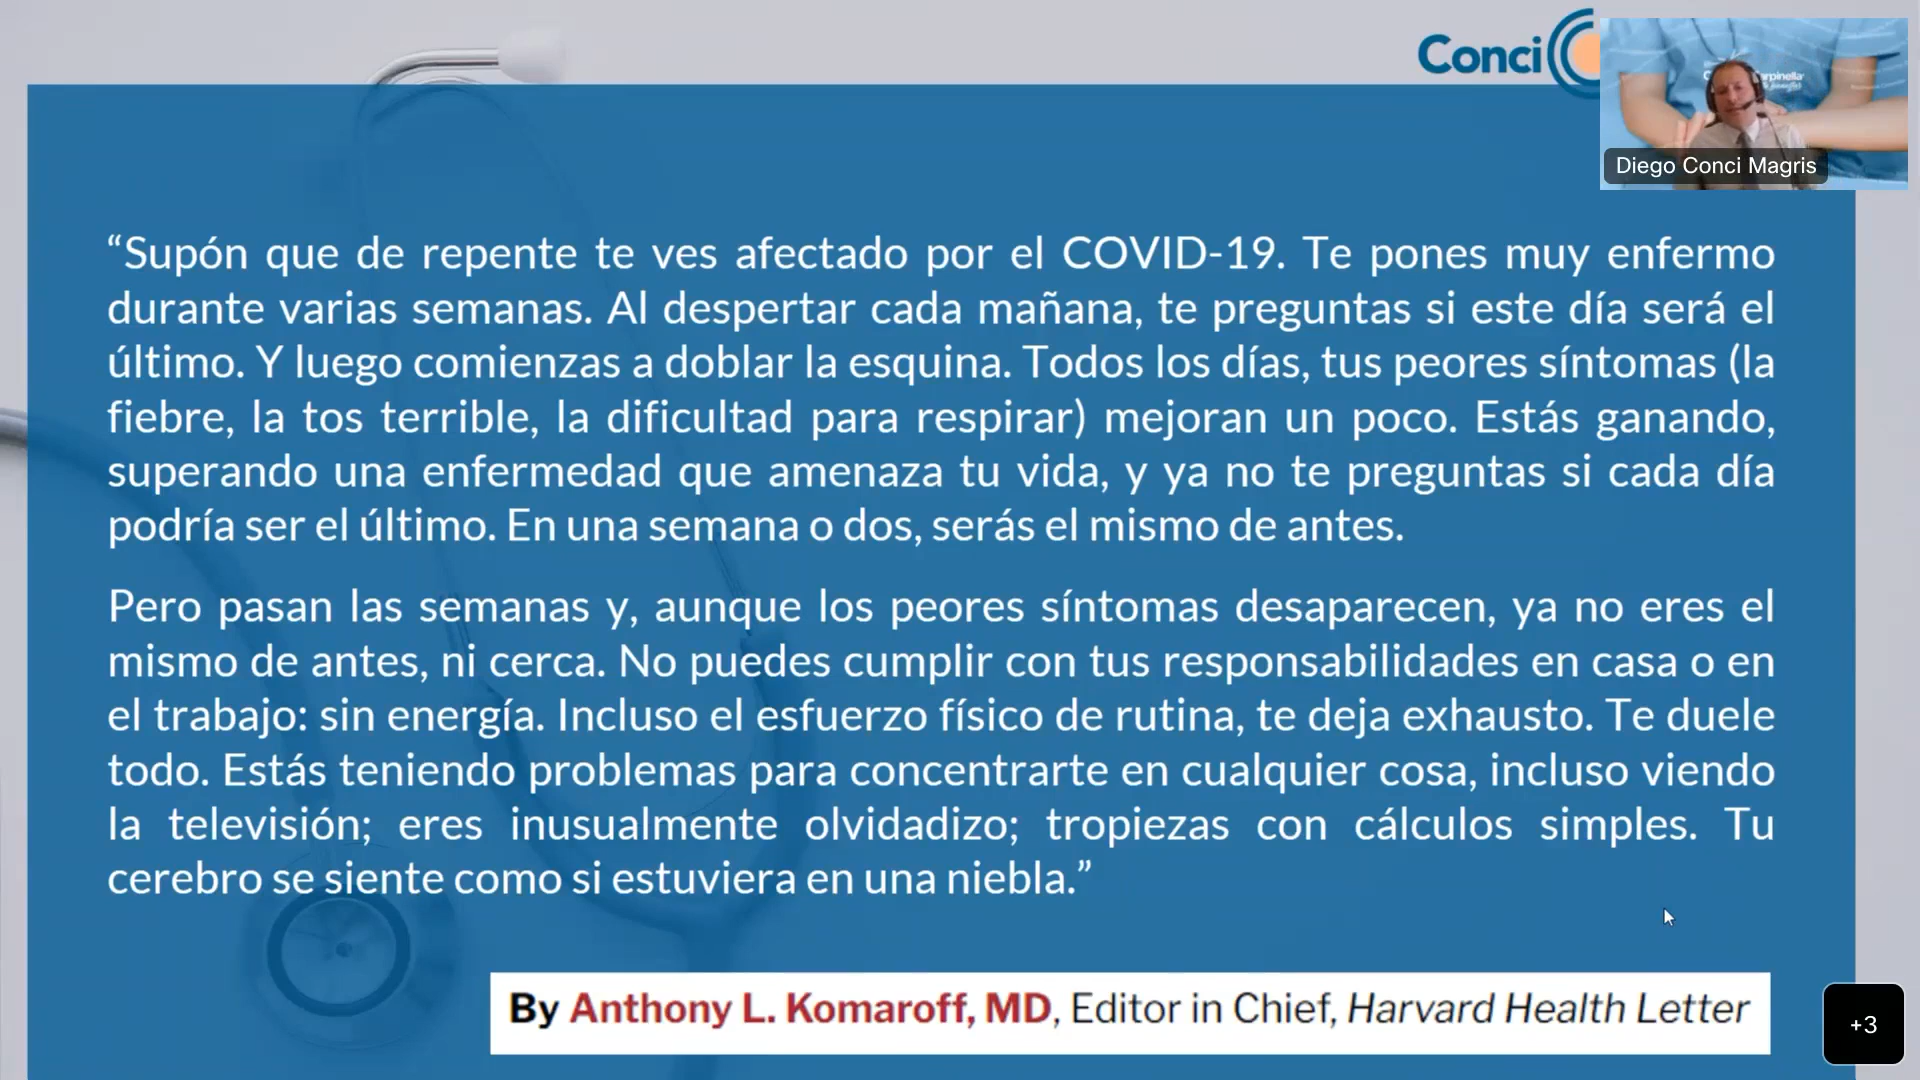 Conci
arpinella
Diego Conci Magris
“Supón que de repente te ves afectado por el COVID-19. Te pones muy enfermo
durante varias semanas. Al despertar cada mañana, te preguntas si este día será el
último. Y luego comienzas a doblar la esquina. Todos los días, tus peores síntomas (la
fiebre, la tos terrible, la dificultad para respirar) mejoran un poco. Estás ganando,
superando una enfermedad que amenaza tu vida, y ya no te preguntas si cada día
podría ser el último. En una semana o dos, serás el mismo de antes.
Pero pasan las semanas y, aunque los peores síntomas desaparecen, ya no eres el
mismo de antes, ni cerca. No puedes cumplir con tus responsabilidades en casa o en
el trabajo: sin energía. Incluso el esfuerzo físico de rutina, te deja exhausto. Te duele
todo. Estás teniendo problemas para concentrarte en cualquier cosa, incluso viendo
la televisión; eres inusualmente olvidadizo; tropiezas con cálculos simples. Tu
cerebro se siente como si estuviera en una niebla.”
By Anthony L. Komaroff, MD, Editor in Chief, Harvard Health Letter
+3